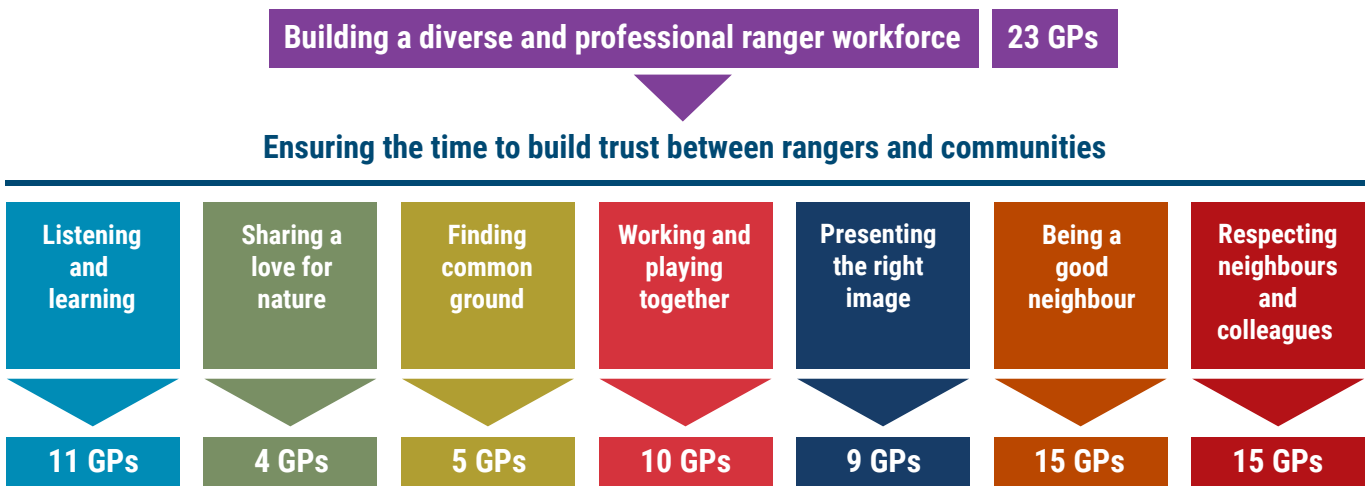 Building a diverse and professional ranger workforce
23 GPs
Ensuring the time to build trust between rangers and communities
Listening
and
learning
Sharing a
love for
nature
Finding
common
ground
Working and
playing
together
Presenting
the right
image
Being a
good
neighbour
Respecting
neighbours
and
colleagues
11 GPs
4 GPs
5 GPs
10 GPs
9 GPs
15 GPs
15 GPs